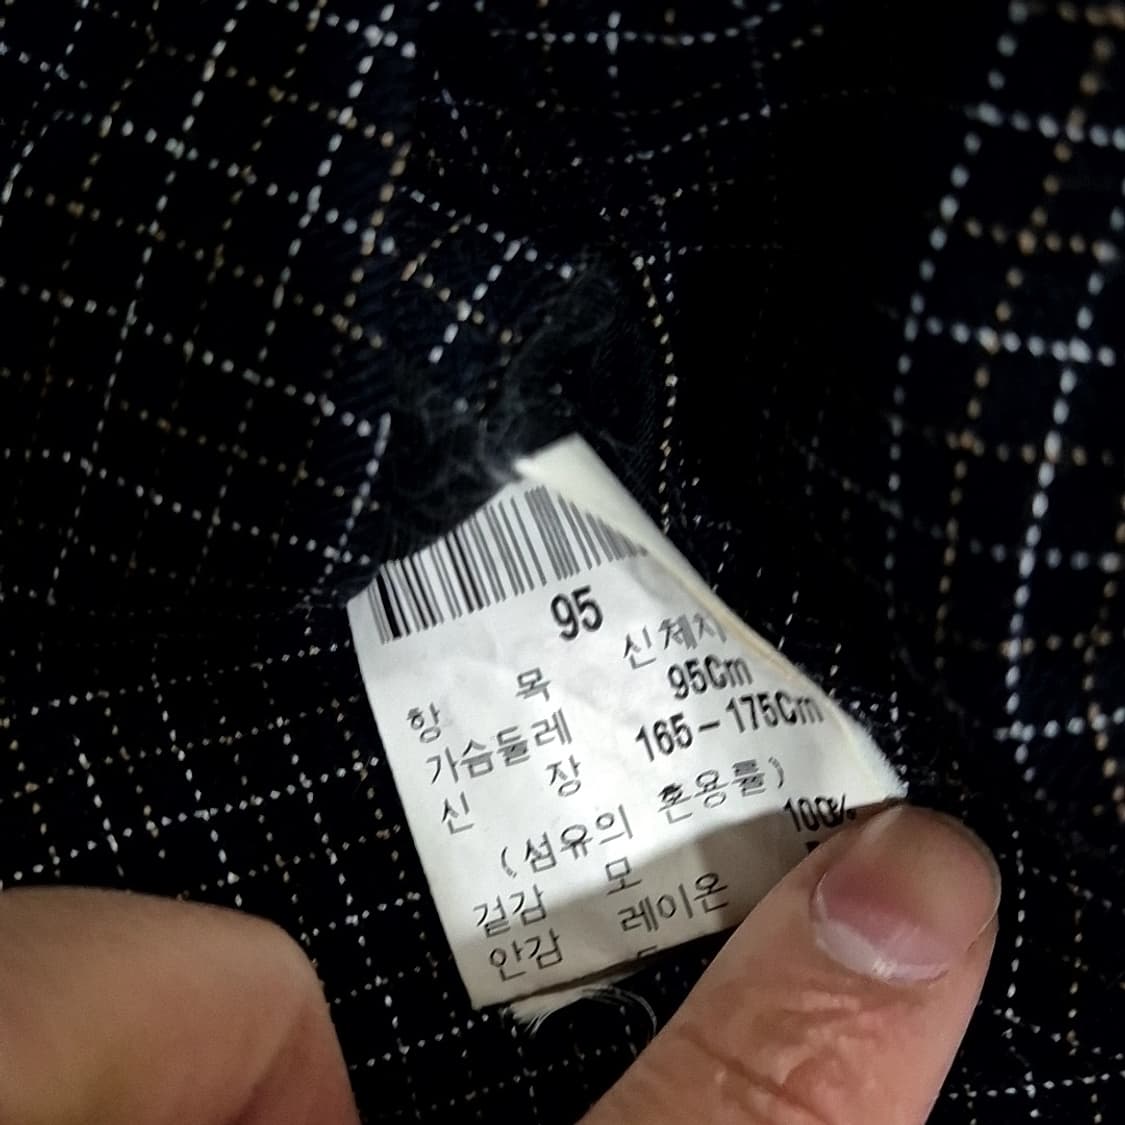 95
항 목 신체치
가슴둘레 95Cm
신 장 165-175Cm
(섬유의 혼용률)
겉감 모 100%
안감 레이온